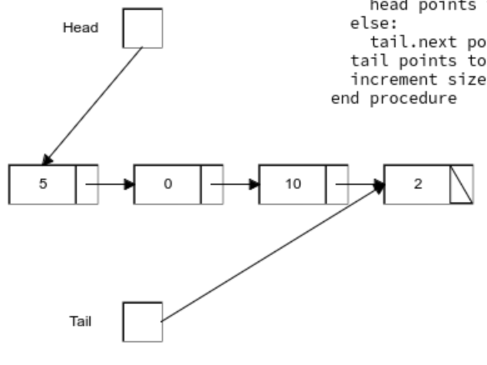 head points
else:
tail.next po
tail points to
increment size
end procedure
Head
5 0 10 2
Tail